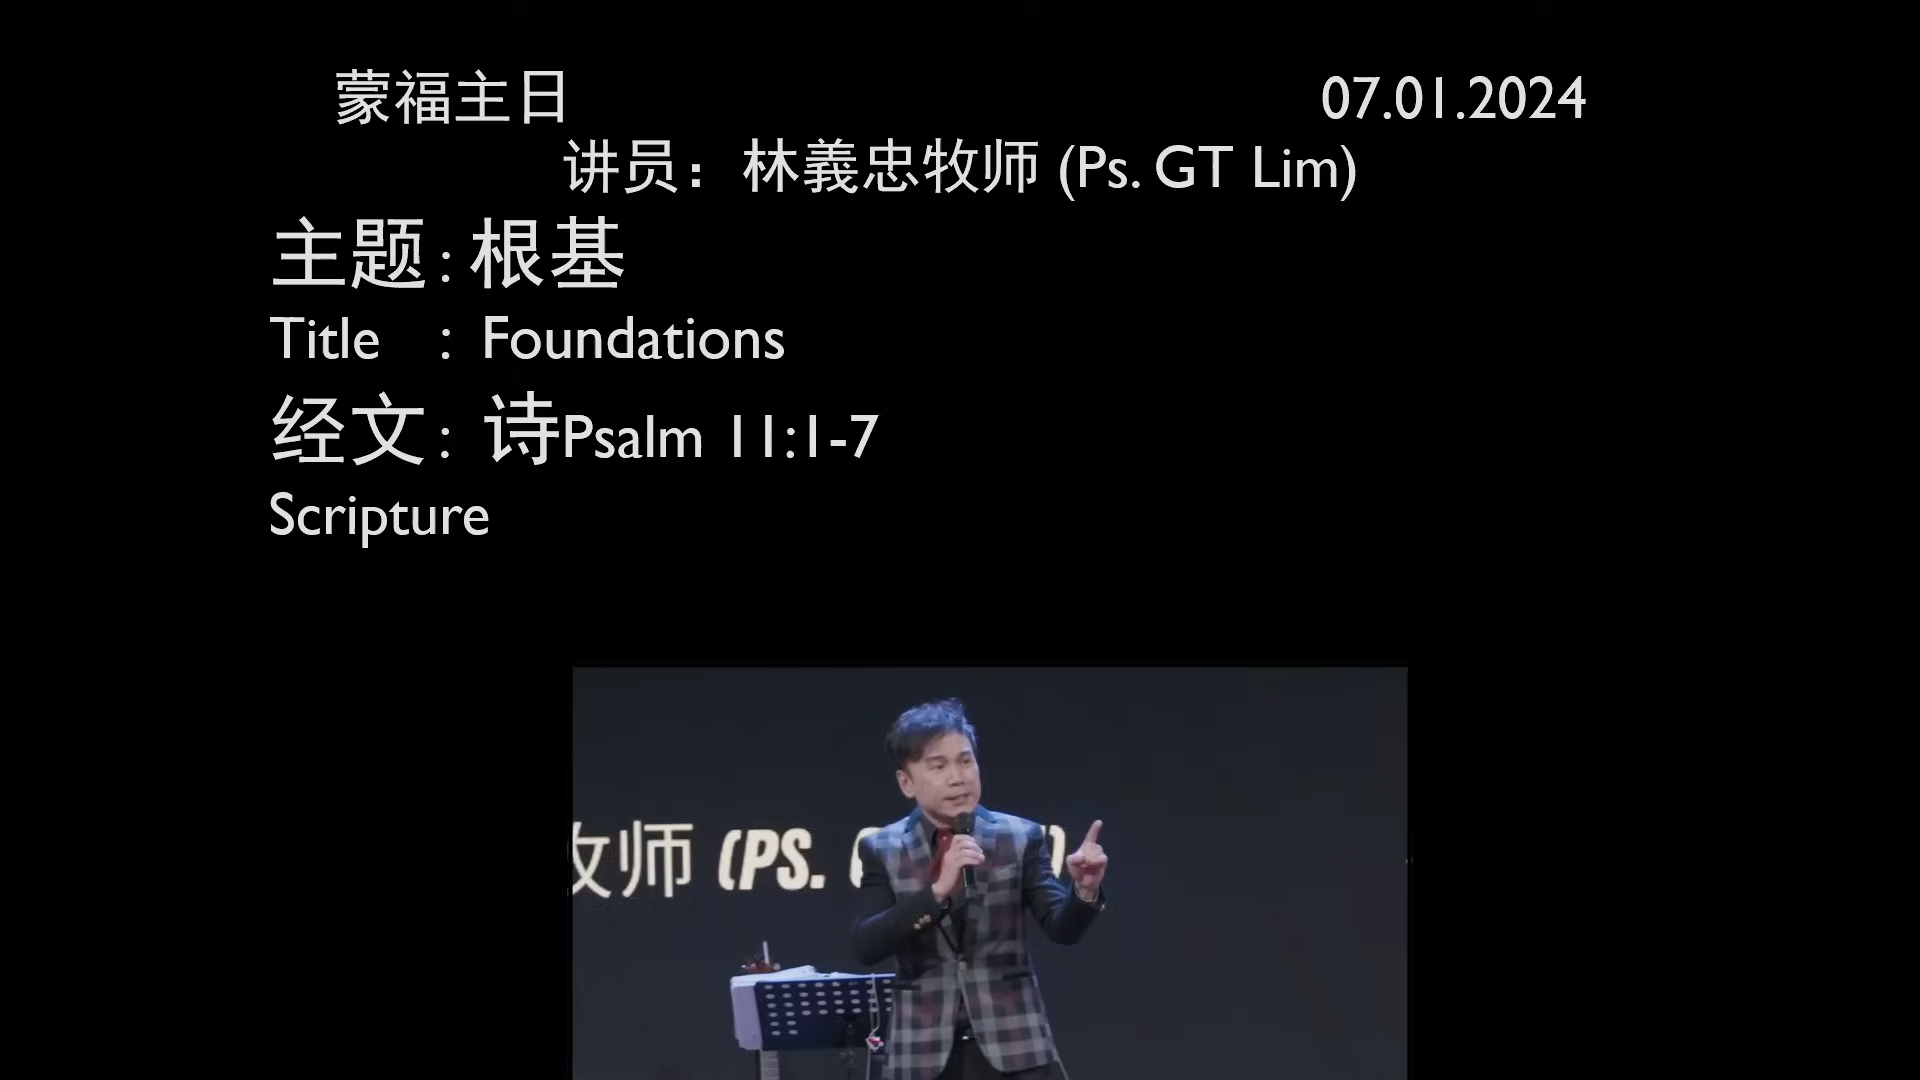 蒙福主日 07.01.2024
讲员：林義忠牧师 (Ps. GT Lim)
主题：根基
Title : Foundations
经文：诗Psalm 11:1-7
Scripture
牧师 (PS.